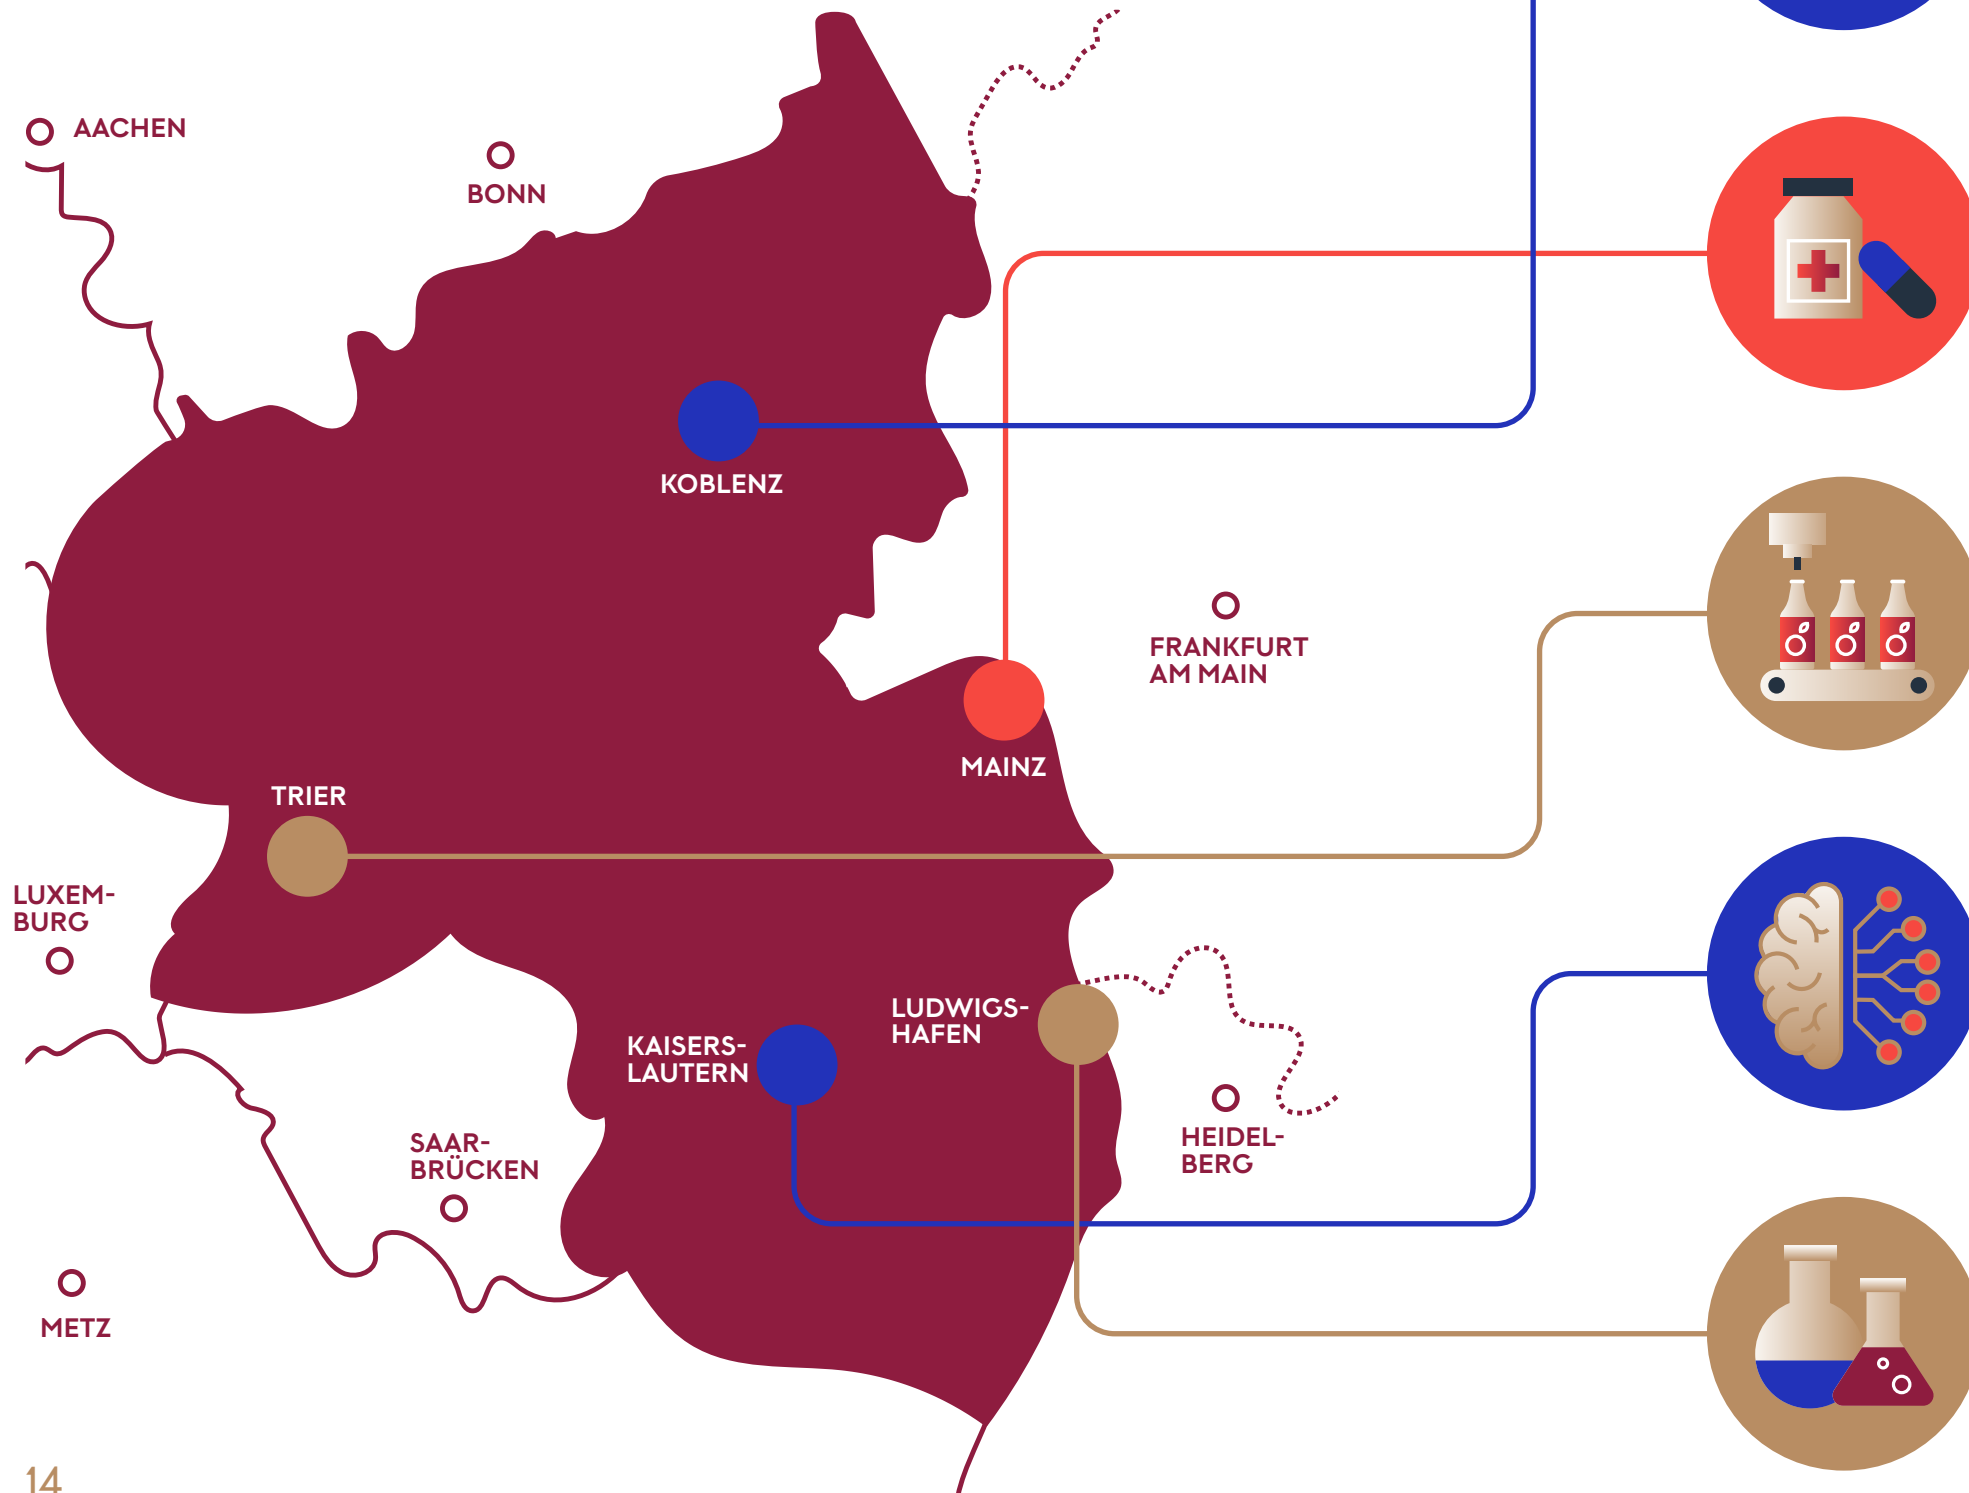 AACHEN
BONN
KOBLENZ
FRANKFURT
AM MAIN
MAINZ
TRIER
LUXEM-
BURG
LUDWIGS-
HAFEN
KAISERS-
LAUTERN
HEIDEL-
BERG
SAAR-
BRÜCKEN
METZ
14